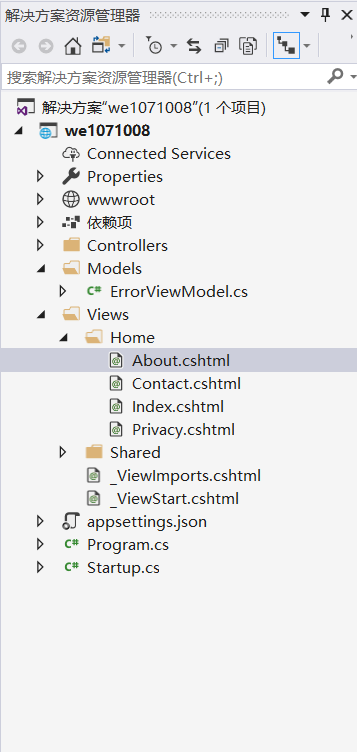 解决方案资源管理器
搜索解决方案资源管理器(Ctrl+;)
解决方案“we1071008”(1 个项目)
we1071008
Connected Services
Properties
wwwroot
依赖项
Controllers
Models
C# ErrorViewModel.cs
Views
Home
About.cshtml
Contact.cshtml
Index.cshtml
Privacy.cshtml
Shared
_ViewImports.cshtml
_ViewStart.cshtml
appsettings.json
C# Program.cs
C# Startup.cs